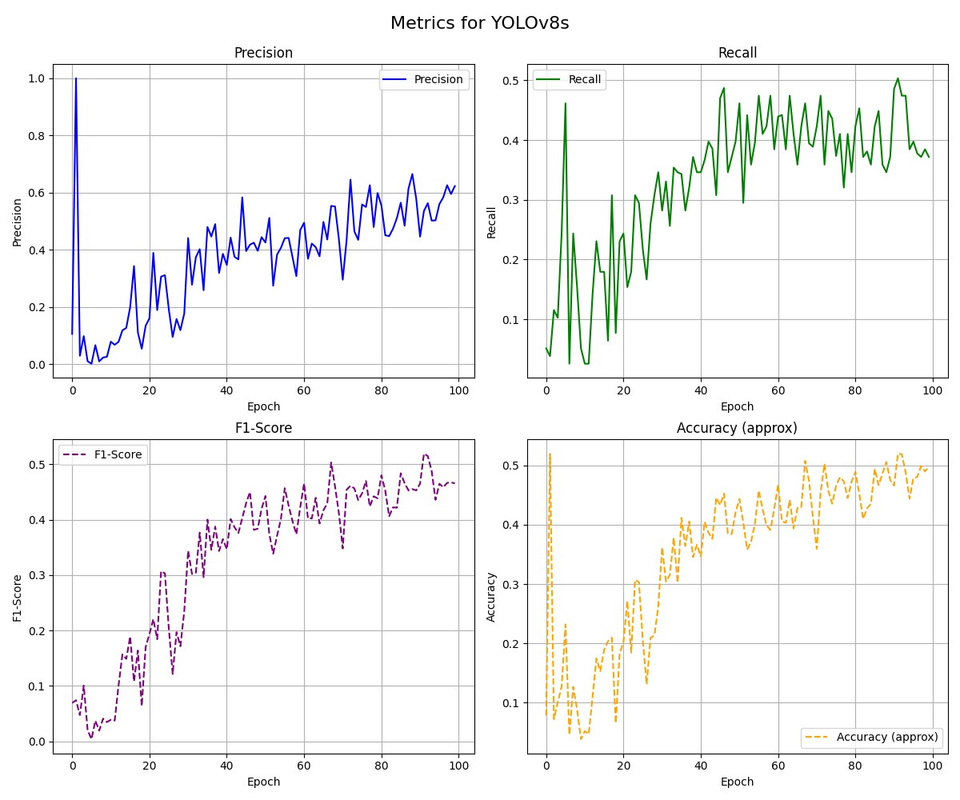 Metrics for YOLOv8s
Precision
Precision
1.0
0.8
0.6
0.4
0.2
0.0
Precision
0 20 40 60 80 100
Epoch
Recall
Recall
0.5
0.4
0.3
0.2
0.1
Recall
0 20 40 60 80 100
Epoch
F1-Score
F1-Score
0.5
0.4
0.3
0.2
0.1
0.0
F1-Score
0 20 40 60 80 100
Epoch
Accuracy (approx)
0.5
0.4
0.3
0.2
0.1
Accuracy
Accuracy (approx)
0 20 40 60 80 100
Epoch